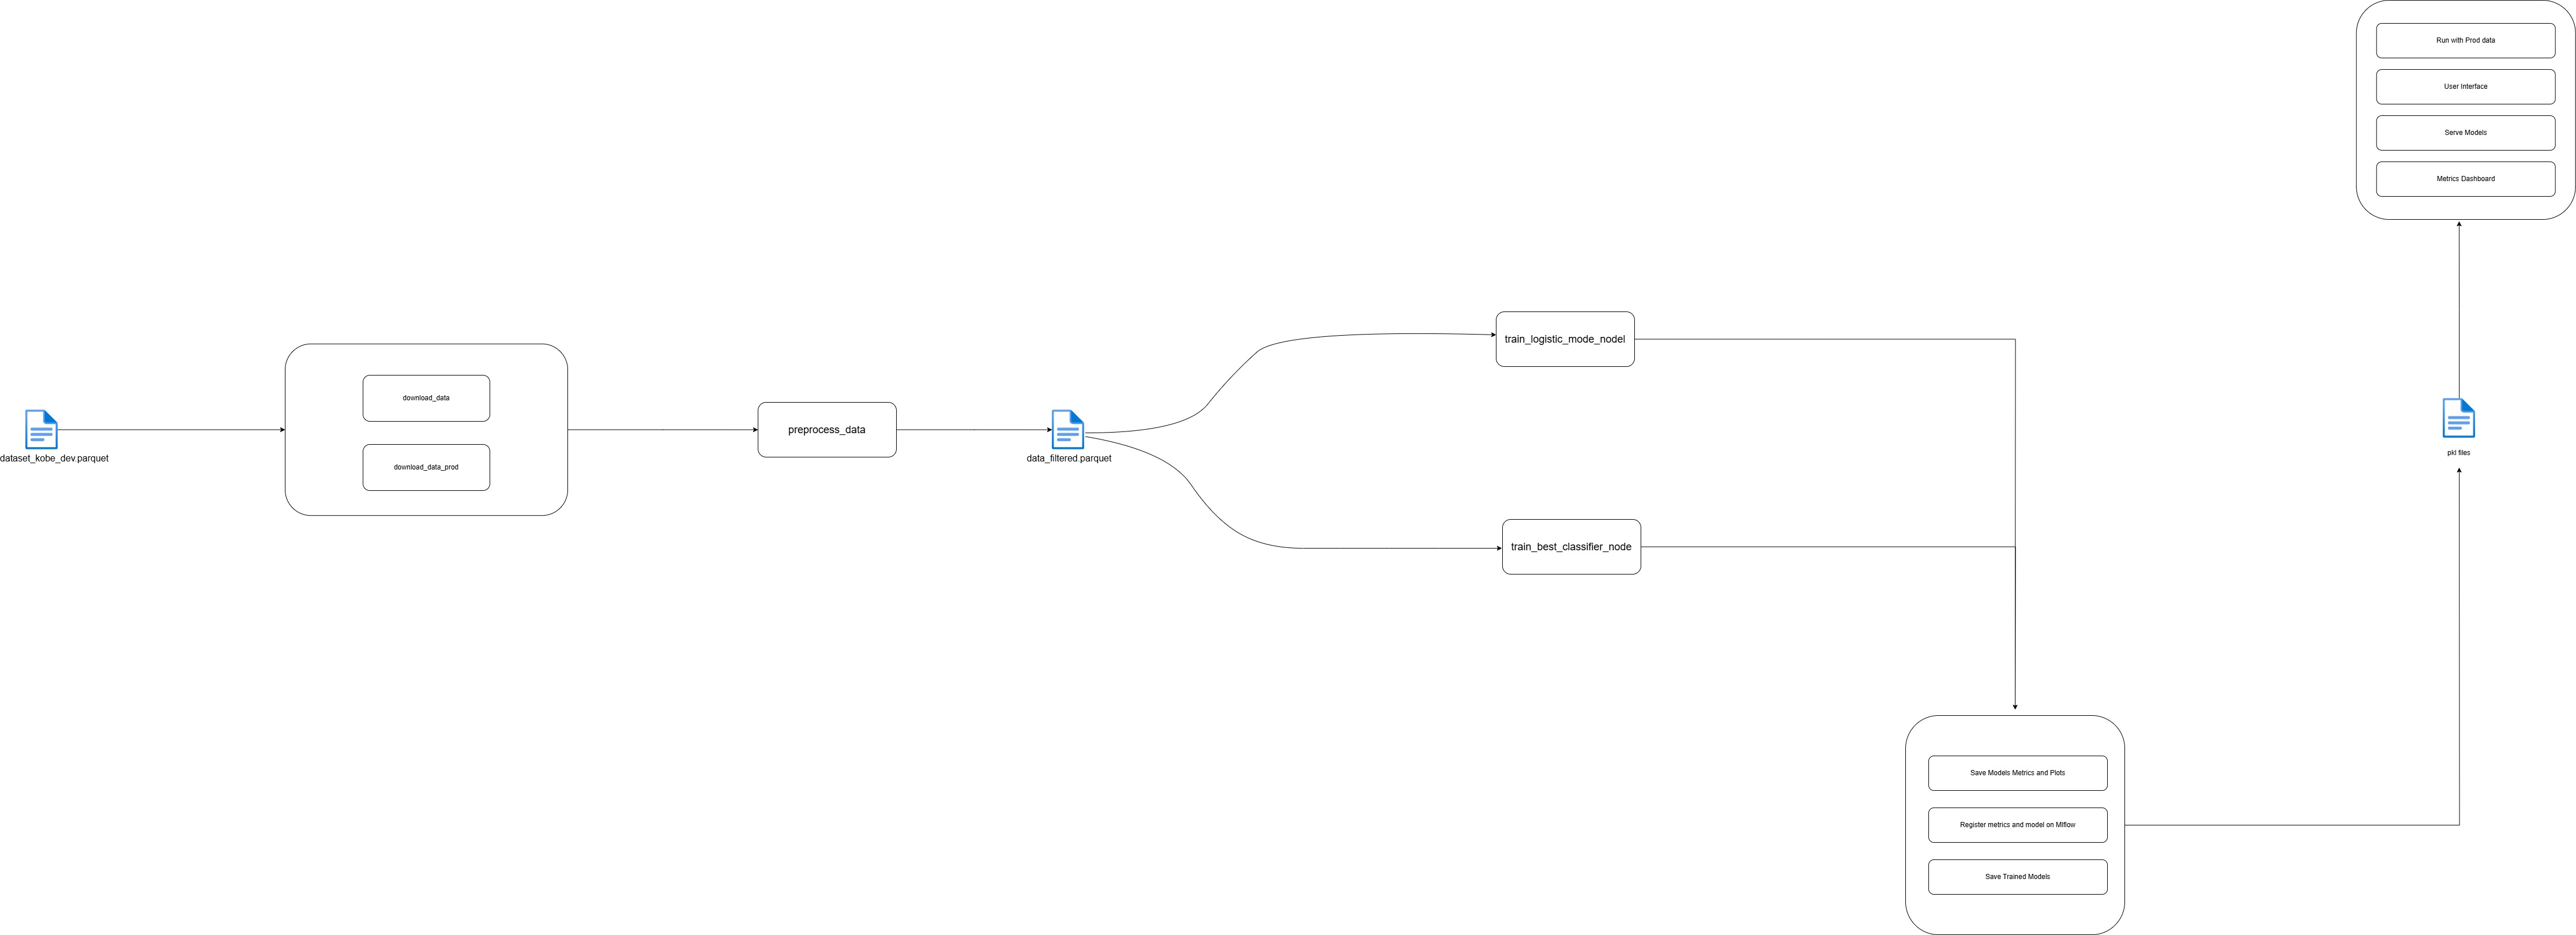 dataset_kobe_dev.parquet
download_data
download_data_prod
preprocess_data
data_filtered.parquet
train_logistic_mode_nodel
train_best_classifier_node
Save Models Metrics and Plots
Register metrics and model on Mlflow
Save Trained Models
pkl files
Run with Prod data
User Interface
Serve Models
Metrics Dashboard